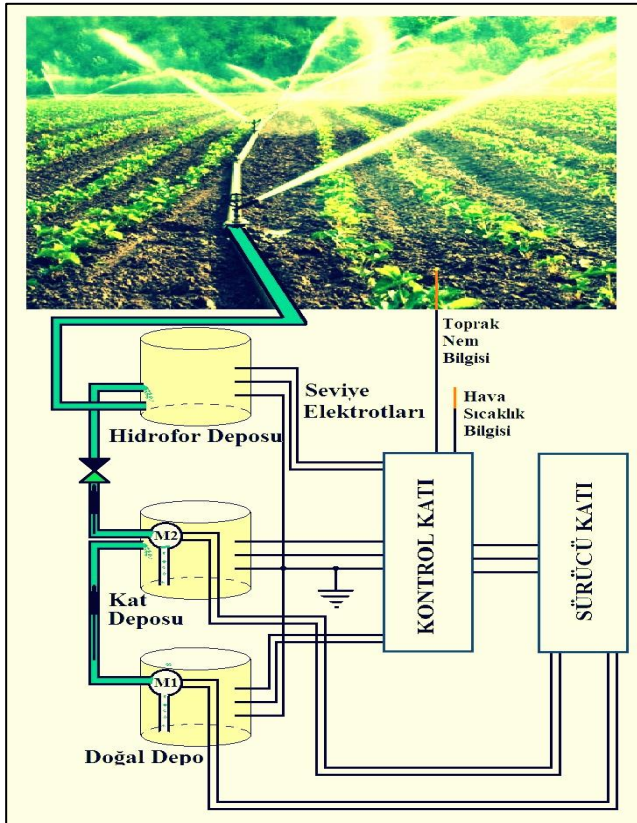 Toprak
Nem
Bilgisi
Hava
Sıcaklık
Bilgisi
Seviye
Elektrotları
Hidrofor Deposu
M2
Kat
Deposu
M1
Doğal Depo
KONTROL KATI
SÜRÜCÜ KATI